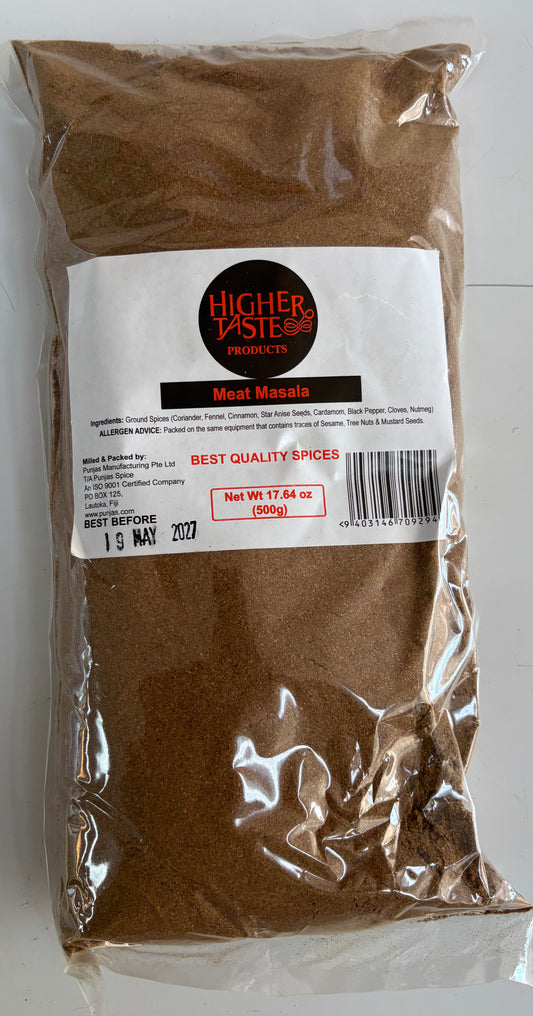 HIGHER
TASTE
PRODUCTS
Meat Masala
Ingredients: Ground Spices (Coriander, Fennel, Cinnamon, Star Anise Seeds, Cardamom, Black Pepper, Cloves, Nutmeg)
ALLERGEN ADVICE: Packed on the same equipment that contains traces of Sesame, Tree Nuts & Mustard Seeds.
Milled & Packed by:
Punjas Manufacturing Pte Ltd
T/A Punjas Spice
An ISO 9001 Certified Company
PO BOX 125,
Lautoka, Fiji
www.punjas.com
BEST BEFORE
19 MAY 2027
BEST QUALITY SPICES
Net Wt 17.64 oz
(500g)
<9403146709294